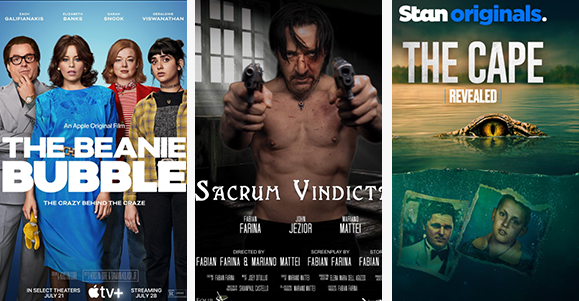 ZACH
GALIFIANAKIS
ELIZABETH
BANKS
SARAH
SNOOK
GERALDINE
VISWANATHAN
An Apple Original Film
THE BEANIE
BUBBLE
THE CRAZY BEHIND THE CRAZE
IN SELECT THEATERS
JULY 21
tv+
STREAMING
JULY 28
SACRUM VINDICTA
FABIAN
FARINA
JOHN
JEZIOR
MARIANO
MATTEI
DIRECTED BY
FABIAN FARINA & MARIANO MATTEI
SCREENPLAY BY
FABIAN FARINA
Stan originals.
THE CAPE
REVEALED